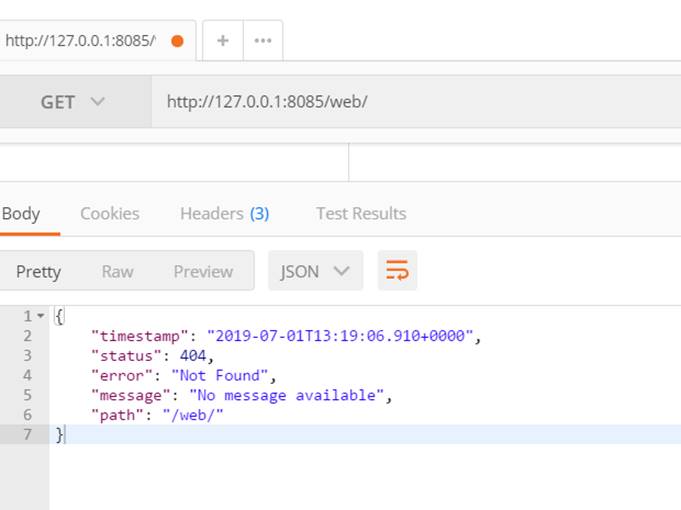 http://127.0.0.1:8085/
+
•••
GET
http://127.0.0.1:8085/web/
Body Cookies Headers (3) Test Results
Pretty Raw Preview JSON
1 {
2 "timestamp": "2019-07-01T13:19:06.910+0000",
3 "status": 404,
4 "error": "Not Found",
5 "message": "No message available",
6 "path": "/web/"
7 }